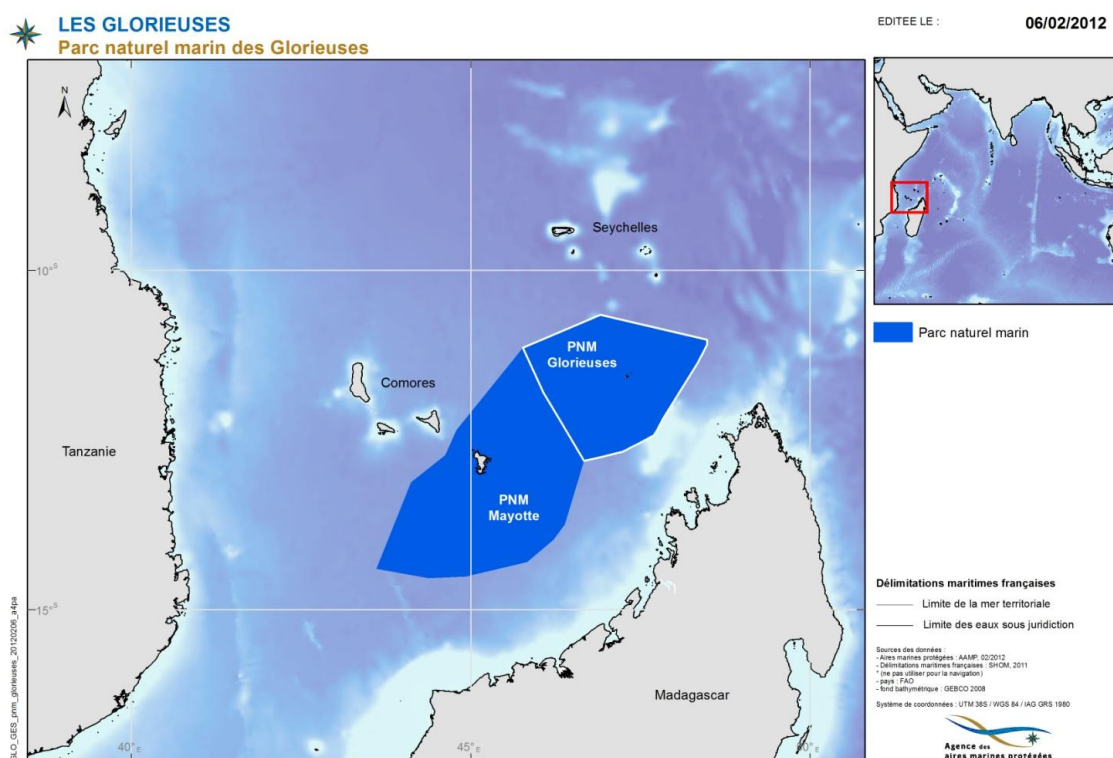 LES GLORIEUSES
Parc naturel marin des Glorieuses
EDITEE LE : 06/02/2012
N
Seychelles
10°S
PNM
Glorieuses
Comores
Tanzanie
PNM
Mayotte
15°S
Madagascar
40°E
45°E
GLO_GES_pnm_glorieuses_20120206_a4pa
Parc naturel marin
Délimitations maritimes françaises
Limite de la mer territoriale
Limite des eaux sous juridiction
Sources des données :
- Aires marines protégées : AAMP, 02/2012
- Délimitations maritimes françaises : SHOM, 2011
* (ne pas utiliser pour la navigation)
- pays : FAO
- fond bathymétrique : GEBCO 2008
Système de coordonnées : UTM 38S / WGS 84 / IAG GRS 1980
Agence des
aires marines protégées